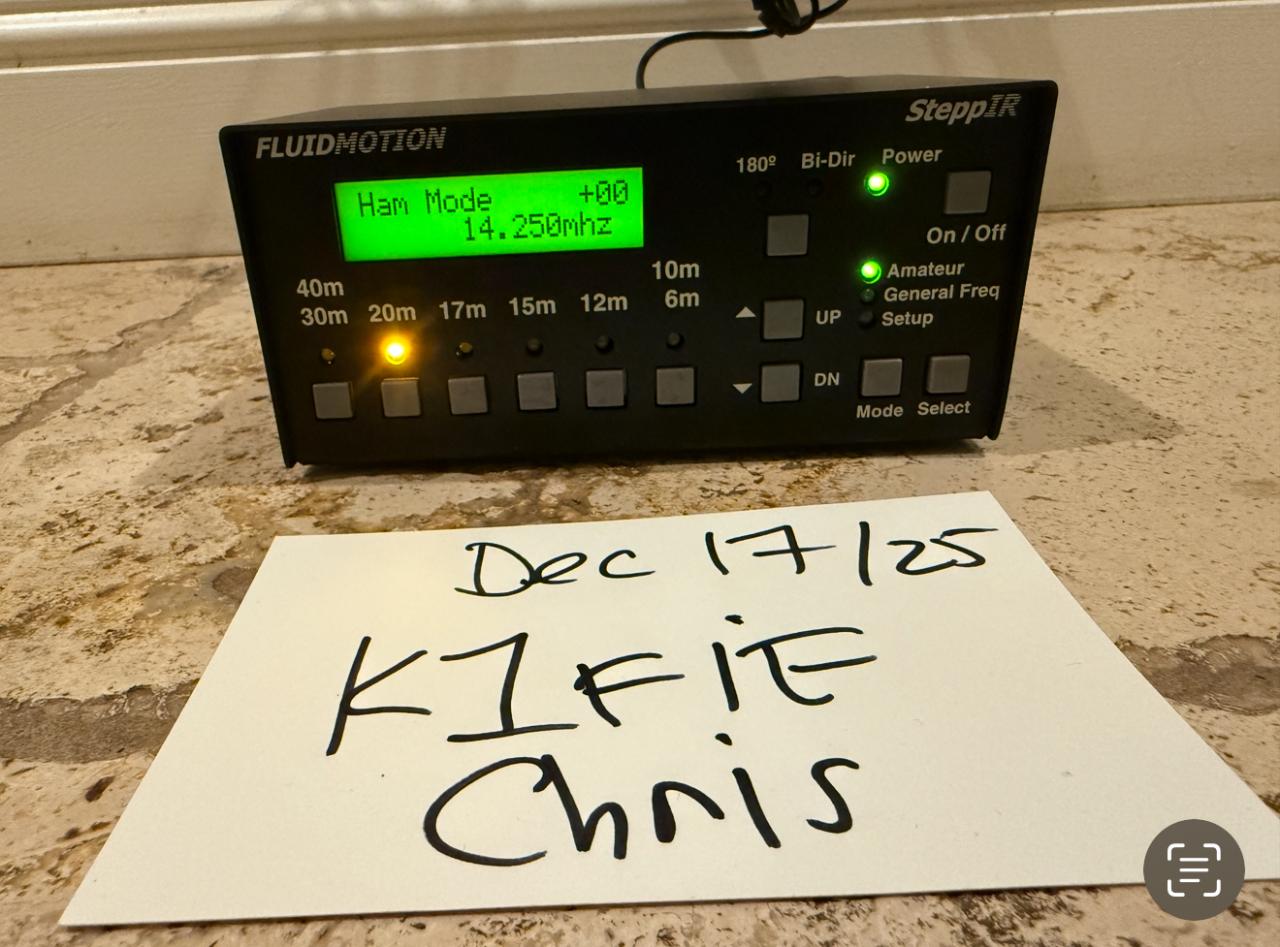 FLUIDMOTION
SteppIR
Ham Mode +00
14.250mhz
180º Bi-Dir Power
On / Off
Amateur
General Freq
Setup
40m 10m
30m 20m 17m 15m 12m 6m
UP
DN
Mode Select
Dec 17/25
K1FiE
Chris